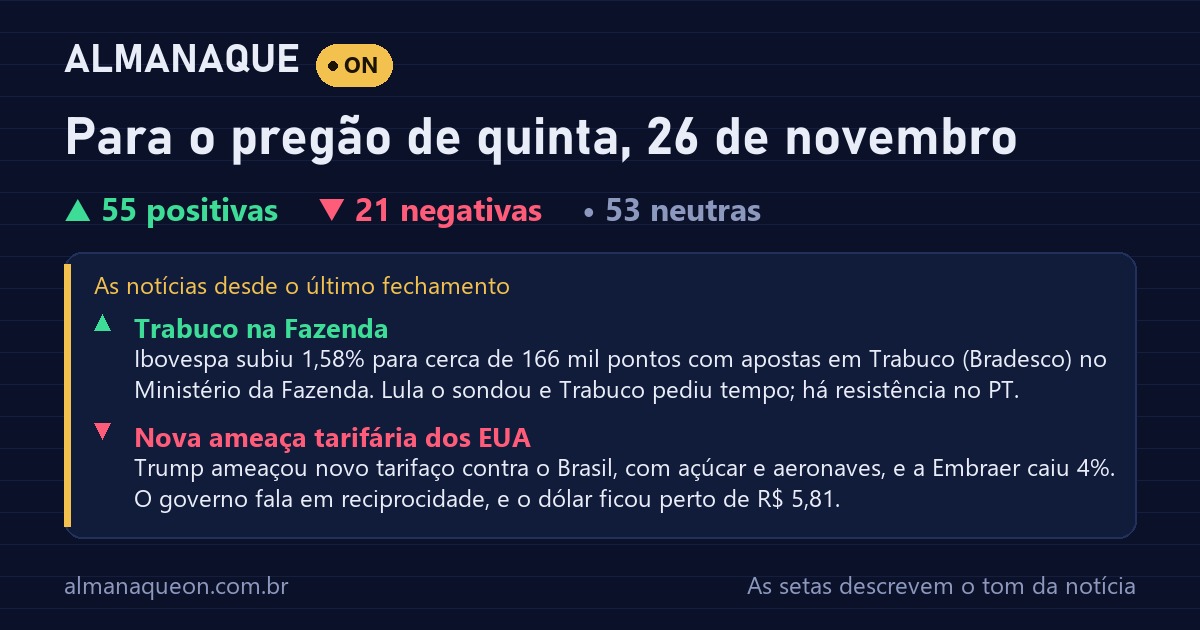 ALMANAQUE • ON
Para o pregão de quinta, 26 de novembro
▲ 55 positivas ▼ 21 negativas • 53 neutras
As notícias desde o último fechamento
▲ Trabuco na Fazenda
Ibovespa subiu 1,58% para cerca de 166 mil pontos com apostas em Trabuco (Bradesco) no
Ministério da Fazenda. Lula o sondou e Trabuco pediu tempo; há resistência no PT.
▼ Nova ameaça tarifária dos EUA
Trump ameaçou novo tarifaço contra o Brasil, com açúcar e aeronaves, e a Embraer caiu 4%.
O governo fala em reciprocidade, e o dólar ficou perto de R$ 5,81.
almanaqueon.com.br As setas descrevem o tom da notícia